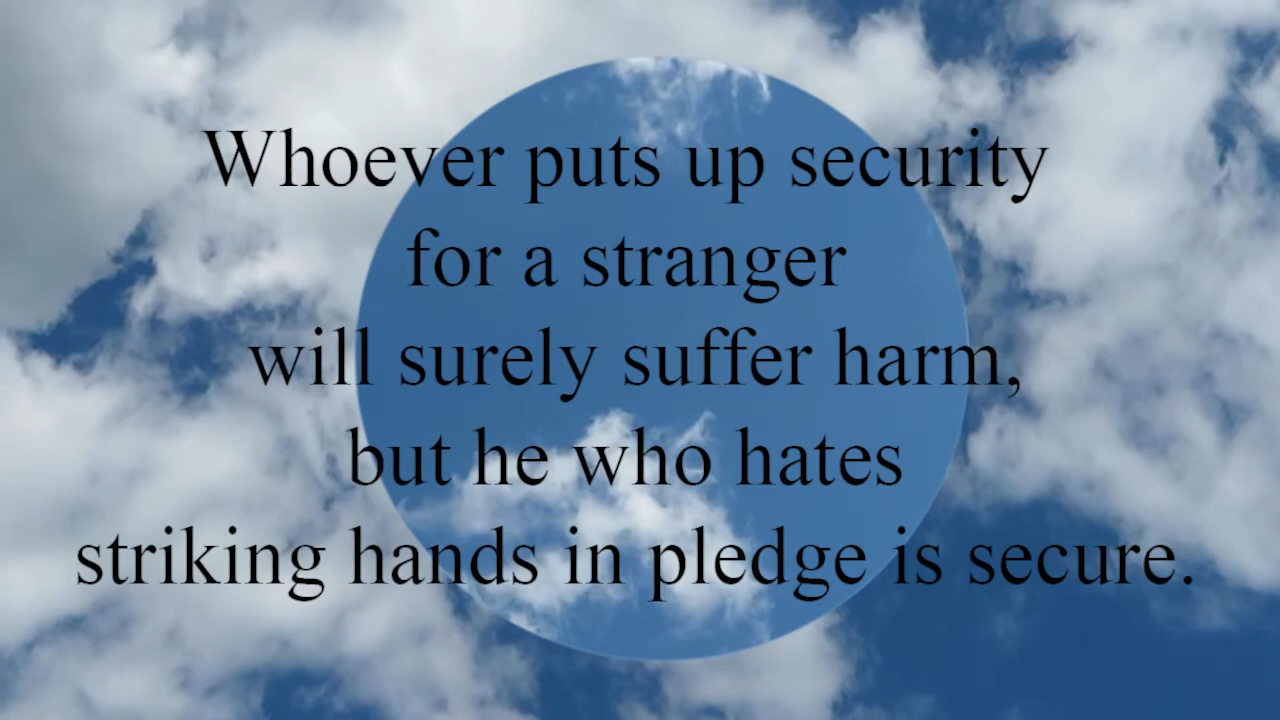 Whoever puts up security
for a stranger
will surely suffer harm,
but he who hates
striking hands in pledge is secure.